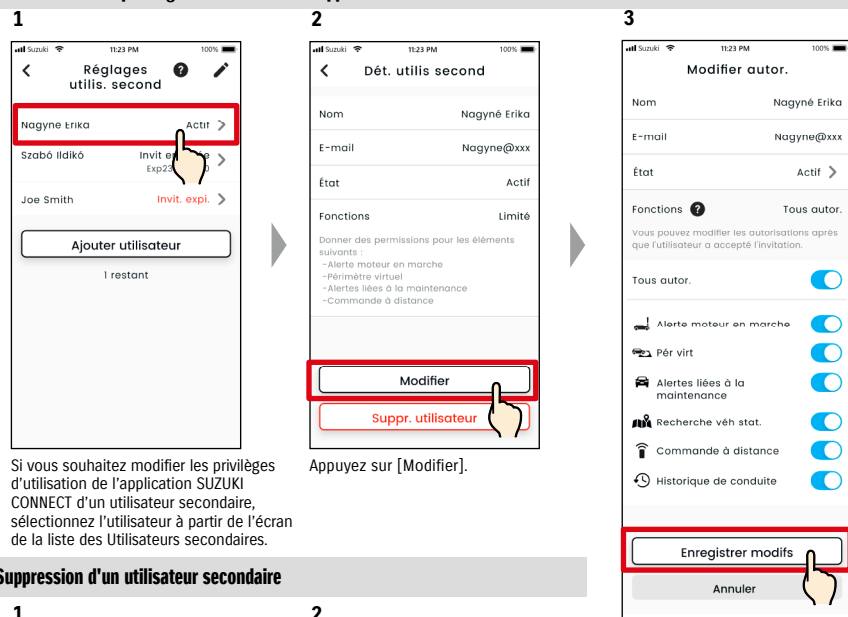 1
2
3
Suzuki 11:23 PM 100%
Réglages
utilis. second
Nagyné Erika Actif
Szabó Ildikó Invit
Joe Smith Invit. expi.
Ajouter utilisateur
1 restant
Si vous souhaitez modifier les privilèges
d'utilisation de l'application SUZUKI
CONNECT d'un utilisateur secondaire,
sélectionnez l'utilisateur à partir de l'écran
de la liste des Utilisateurs secondaires.
Suzuki 11:23 PM 100%
Dét. utilis second
Nom Nagyné Erika
E-mail Nagyne@xxx
État Actif
Fonctions Limité
Donner des permissions pour les éléments
suivants :
-Alerte moteur en marche
-Périmètre virtuel
-Alertes liées à la maintenance
-Commande à distance
Modifier
Suppr. utilisateur
Appuyez sur [Modifier].
Suzuki 11:23 PM 100%
Modifier autor.
Nom Nagyné Erika
E-mail Nagyne@xxx
État Actif
Fonctions ? Tous autor.
Vous pouvez modifier les autorisations après
que l'utilisateur a accepté l'invitation.
Tous autor.
Alerte moteur en marche
Pér virt
Alertes liées à la
maintenance
Recherche véh stat.
Commande à distance
Historique de conduite
Enregistrer modifs
Annuler
Suppression d'un utilisateur secondaire
1
2